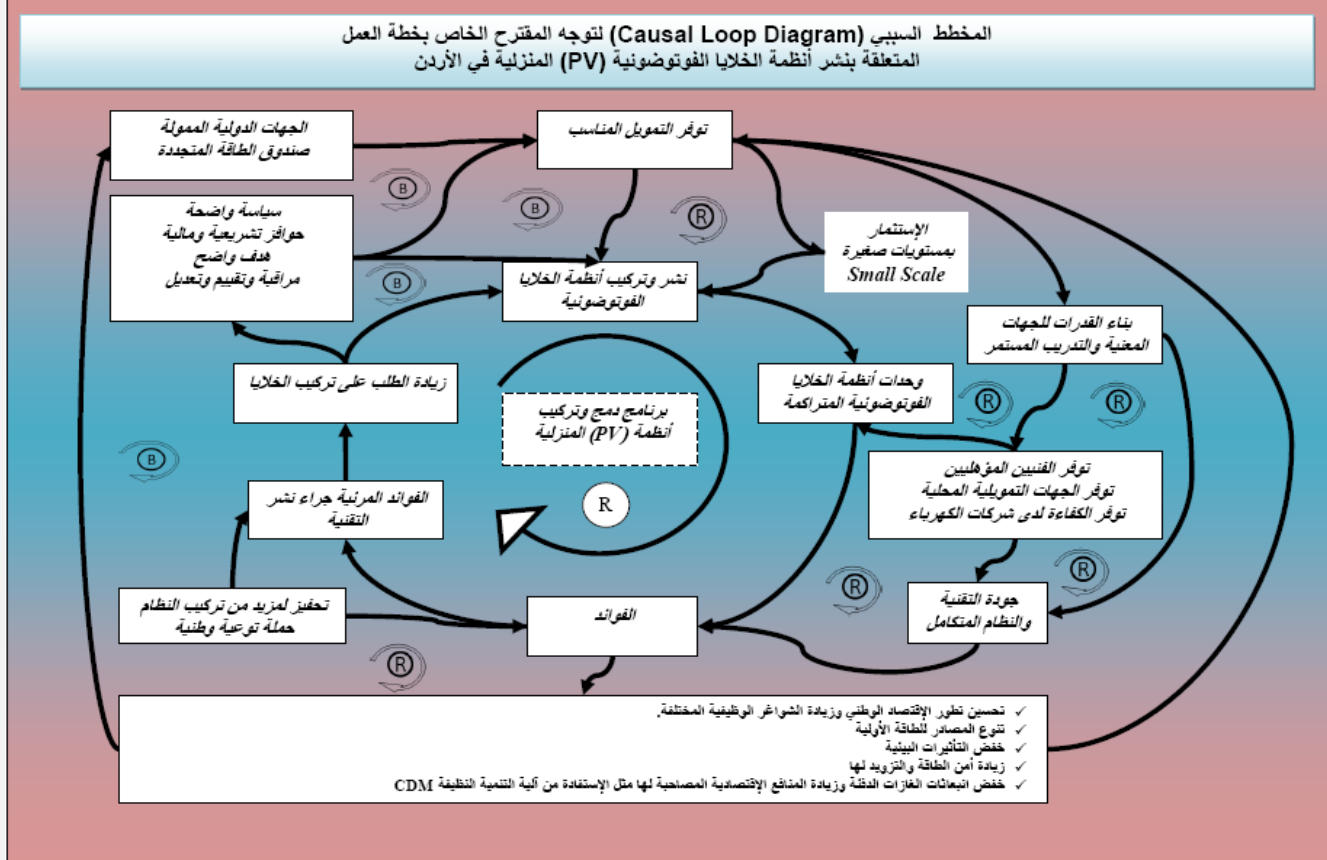 المخطط السببي (Causal Loop Diagram) لتوجه المقترح الخاص بخطة العمل
المتعلقة بنشر أنظمة الخلايا الفوتوضونية (PV) المنزلية في الأردن
توفر التمويل المناسب
الجهات الدولية الممولة
صندوق الطاقة المتجددة
B
B
R
سياسة واضحة
حوافز تشريعية ومالية
هدف واضح
مراقبة وتقييم وتعديل
B
الإستثمار
بمستويات صغيرة
Small Scale
نشر وتركيب أنظمة الخلايا
الفوتوضونية
بناء القدرات للجهات
المعنية والتدريب المستمر
زيادة الطلب على تركيب الخلايا
وحدات أنظمة الخلايا
الفوتوضونية المتراكمة
R
R
برنامج دمج وتركيب
أنظمة (PV) المنزلية
R
B
توفر الفنيين المؤهليين
توفر الجهات التمويلية المحلية
توفر الكفاءة لدى شركات الكهرباء
الفوائد المرئية جراء نشر
التقنية
R
R
جودة التقنية
والنظام المتكامل
الفوائد
تحفيز لمزيد من تركيب النظام
حملة توعية وطنية
R
✓ تحسين تطور الإقتصاد الوطني وزيادة الشواغر الوظيفية المختلفة.
✓ تنوع المصادر للطاقة الأولية
✓ خفض التأثيرات البيئية
✓ زيادة أمن الطاقة والتزويد لها
✓ خفض انبعاثات الغازات الدفئة وزيادة المنافع الإقتصادية المصاحبة لها مثل الإستفادة من آلية التنمية النظيفة CDM